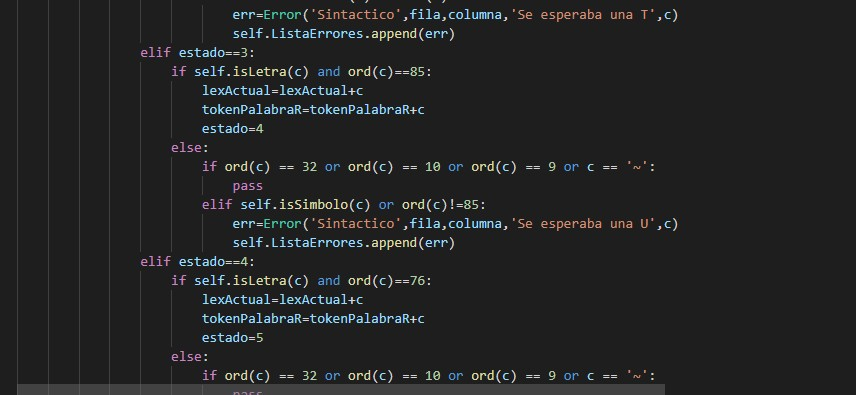 err=Error('Sintactico',fila,columna,'Se esperaba una T',c)
self.ListaErrores.append(err)
elif estado==3:
if self.isLetra(c) and ord(c)==85:
lexActual=lexActual+c
tokenPalabraR=tokenPalabraR+c
estado=4
else:
if ord(c) == 32 or ord(c) == 10 or ord(c) == 9 or c == '~':
pass
elif self.isSimbolo(c) or ord(c)!=85:
err=Error('Sintactico',fila,columna,'Se esperaba una U',c)
self.ListaErrores.append(err)
elif estado==4:
if self.isLetra(c) and ord(c)==76:
lexActual=lexActual+c
tokenPalabraR=tokenPalabraR+c
estado=5
else:
if ord(c) == 32 or ord(c) == 10 or ord(c) == 9 or c == '~':
pass